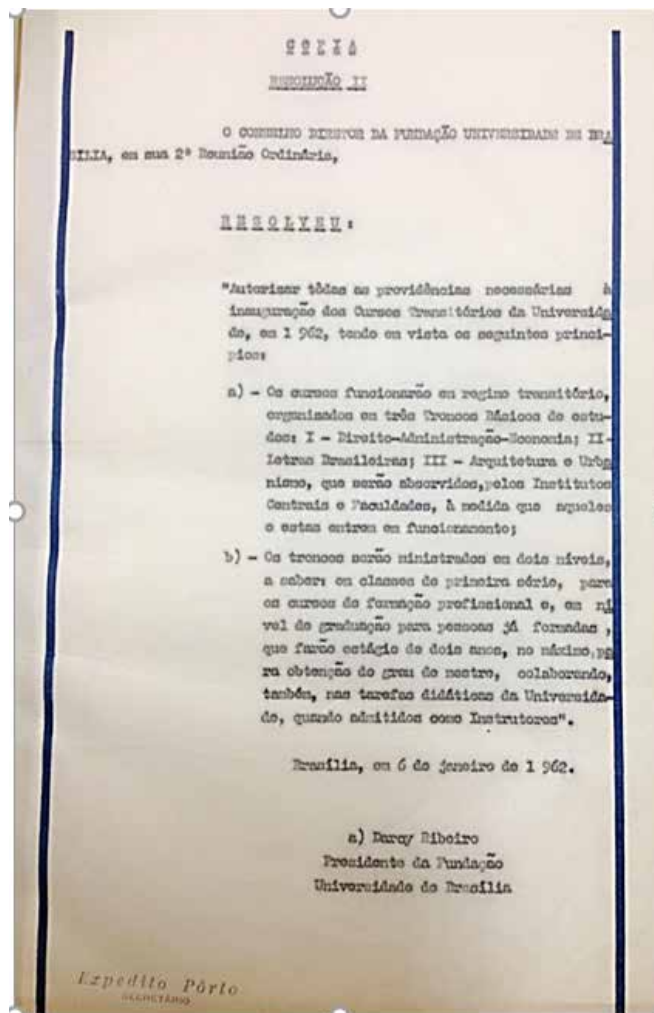 COPIA
RESOLUÇÃO II
O CONSELHO DIRETOR DA FUNDAÇÃO UNIVERSIDADE DE BRA
SILIA, em sua 2ª Reunião Ordinária,
RESOLVEU:
"Autorizar tôdas as providências necessárias à
inauguração dos Cursos Transitórios da Universida
de, em 1 962, tendo em vista os seguintes princí-
pios:
a) - Os cursos funcionarão em regime transitório,
organizados em três Troncos Básicos de estu-
dos: I - Direito-Administração-Economia; II-
Letras Brasileiras; III - Arquitetura e Urba
nismo, que serão absorvidos,pelos Institutos
Centrais e Faculdades, à medida que aqueles
e estas entrem em funcionamento;
b) - Os troncos serão ministrados em dois níveis,
a saber: em classes de primeira série, para
os cursos de formação profissional e, em ní
vel de graduação para pessoas já formadas ,
que farão estágio de dois anos, no máximo,pa
ra obtenção do grau de mestre, colaborando,
também, nas tarefas didáticas da Universida-
de, quando admitidos como Instrutores".
Brasília, em 6 de janeiro de 1 962.
a) Darcy Ribeiro
Presidente da Fundação
Universidade de Brasília
Expedito Pôrto
SECRETÁRIO